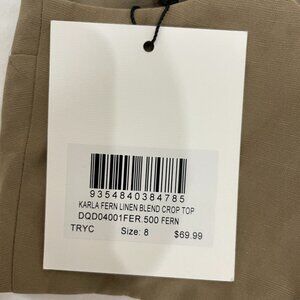 9354840384785
KARLA FERN LINEN BLEND CROP TOP
DQD04001FER.500 FERN
TRYC Size: 8 $69.99